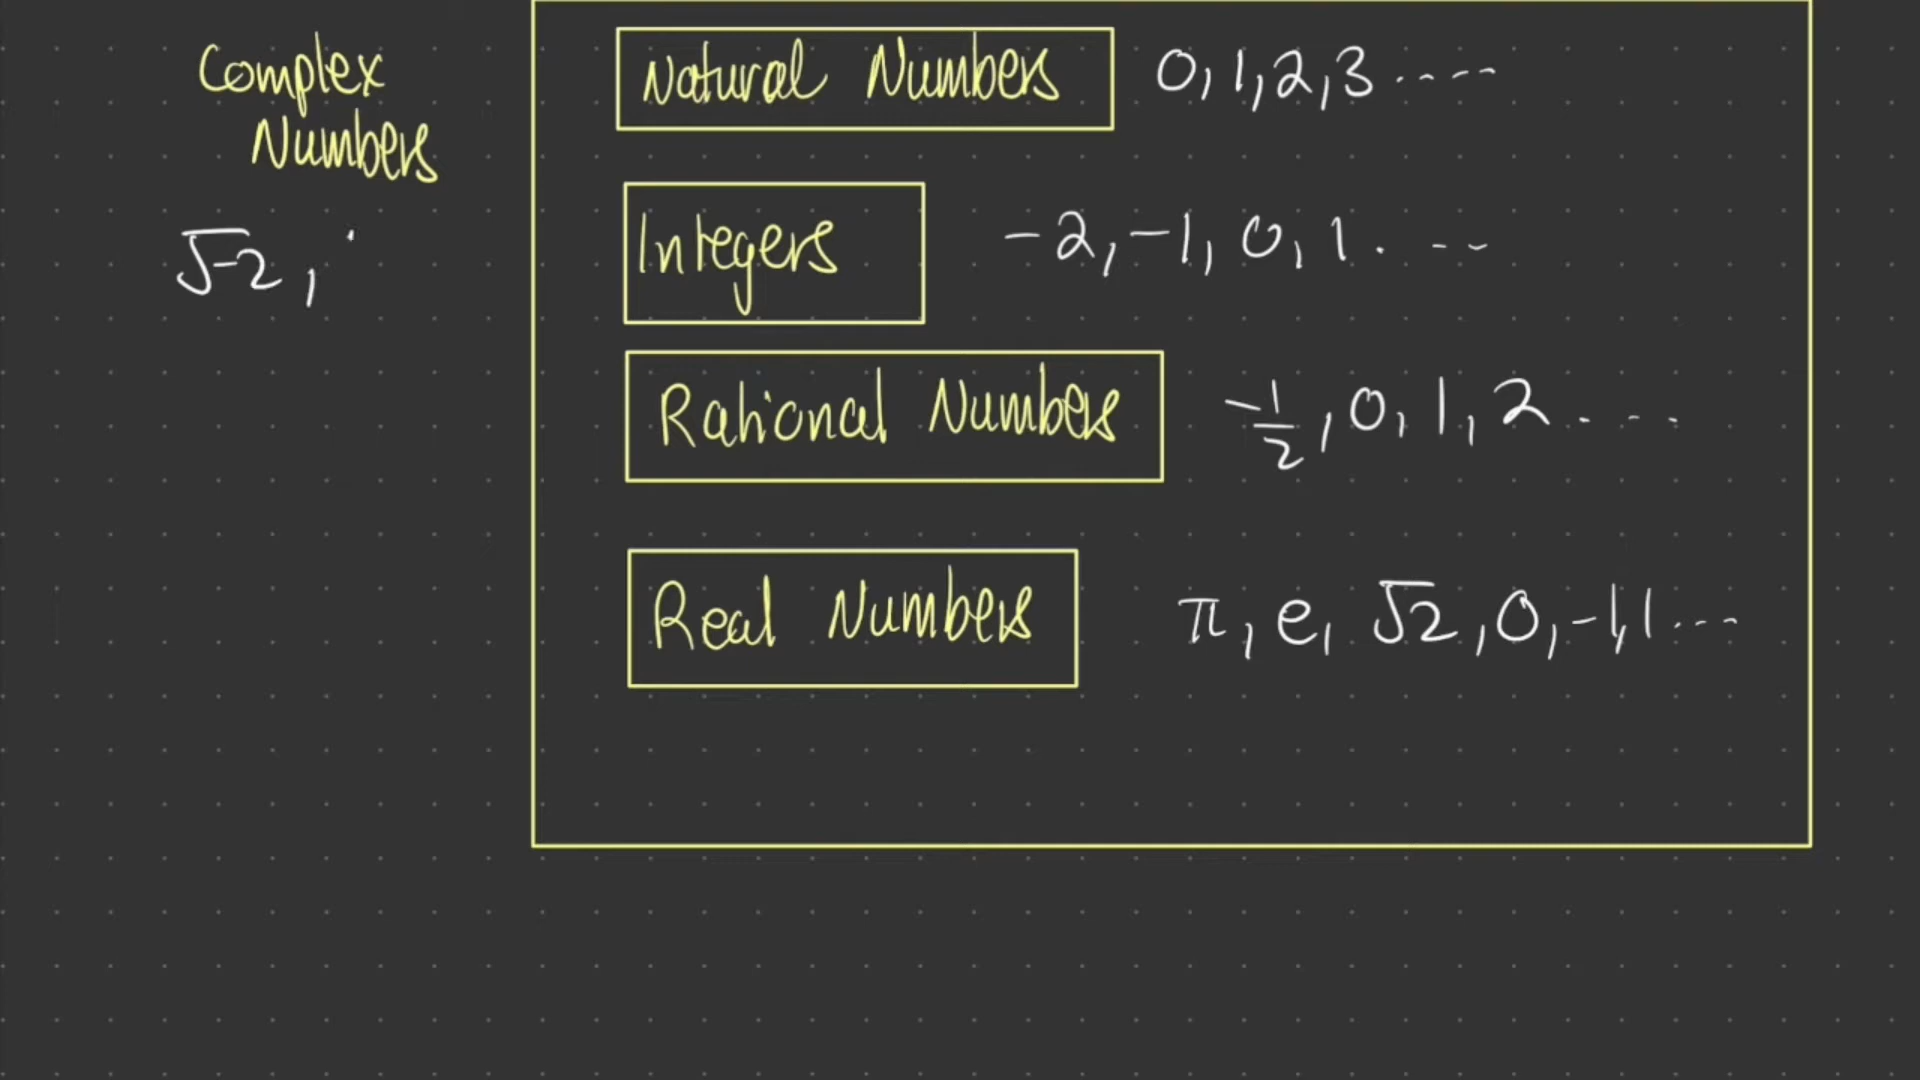 Complex
Numbers
√-2,
Natural Numbers 0, 1, 2, 3 ....
Integers -2, -1, 0, 1 . ...
Rational Numbers -1/2, 0, 1, 2 ....
Real Numbers π, e, √2, 0, -1, 1 ...